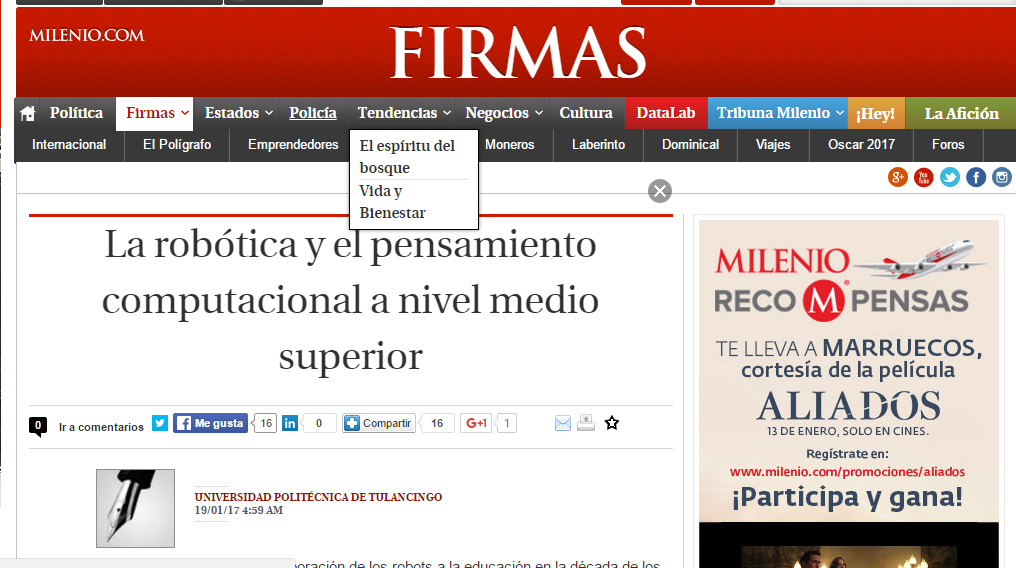 MILENIO.COM
FIRMAS
Política Firmas Estados Policía Tendencias Negocios Cultura DataLab Tribuna Milenio ¡Hey! La Afición
Internacional El Polígrafo Emprendedores Moneros Laberinto Dominical Viajes Oscar 2017 Foros
El espíritu del
bosque
Vida y
Bienestar
La robótica y el pensamiento
computacional a nivel medio
superior
0 Ir a comentarios Me gusta 16 in 0 Compartir 16 G+1 1
UNIVERSIDAD POLITÉCNICA DE TULANCINGO
19/01/17 4:59 AM
de los robots a la educación en la década de los
MILENIO
RECO M PENSAS
TE LLEVA A MARRUECOS,
cortesía de la película
ALIADOS
13 DE ENERO, SOLO EN CINES.
Regístrate en:
www.milenio.com/promociones/aliados
¡Participa y gana!